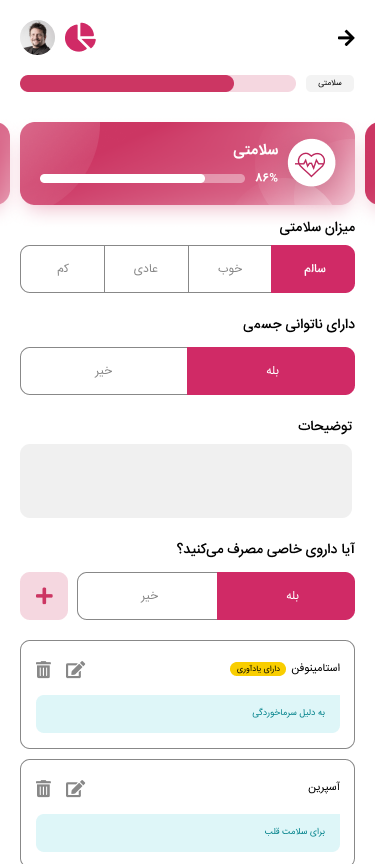 سلامتی
سلامتی
۸۶%
میزان سلامتی
سالم
خوب
عادی
کم
دارای ناتوانی جسمی
بله
خیر
توضیحات
آیا داروی خاصی مصرف می‌کنید؟
بله
خیر
استامینوفن
دارای یادآوری
به دلیل سرماخوردگی
آسپرین
برای سلامت قلب